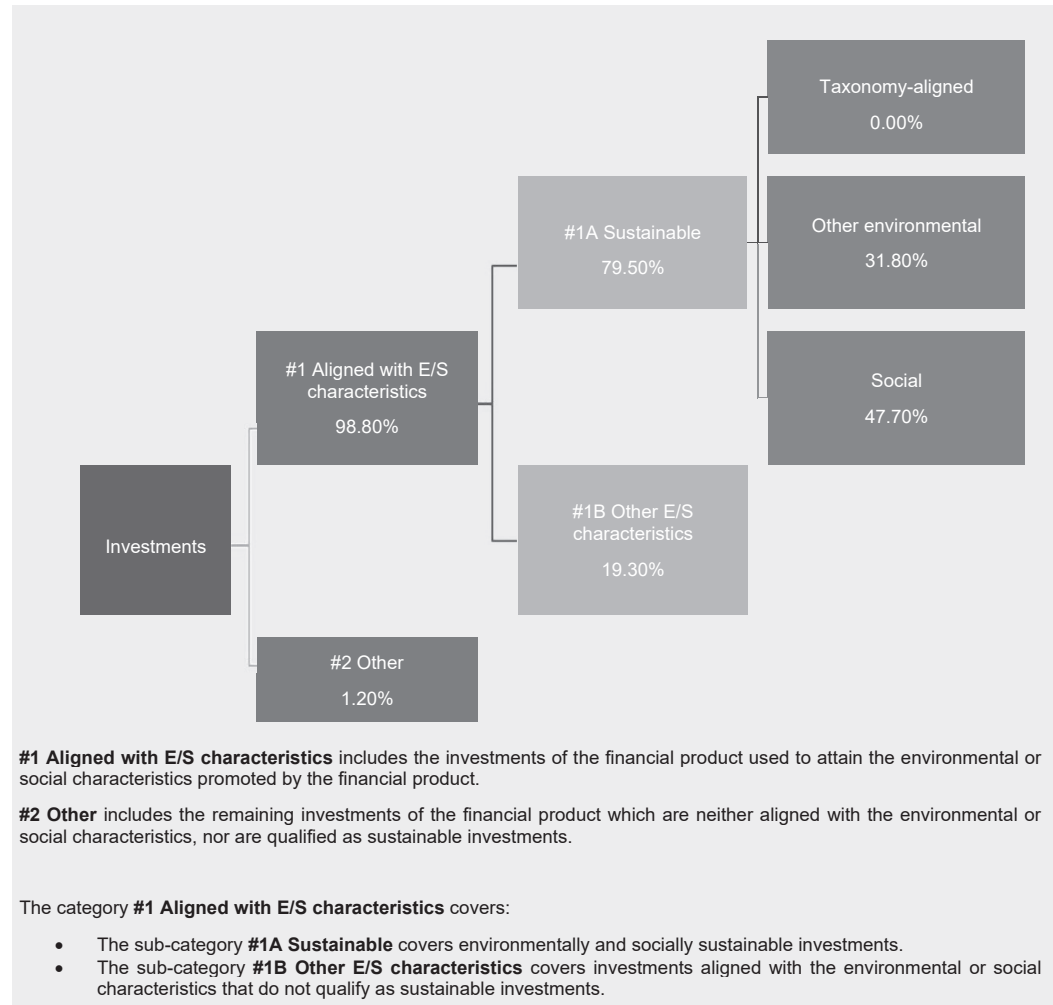 Taxonomy-aligned
0.00%
#1A Sustainable
79.50%
Other environmental
31.80%
#1 Aligned with E/S
characteristics
98.80%
Social
47.70%
Investments
#1B Other E/S
characteristics
19.30%
#2 Other
1.20%
#1 Aligned with E/S characteristics includes the investments of the financial product used to attain the environmental or
social characteristics promoted by the financial product.
#2 Other includes the remaining investments of the financial product which are neither aligned with the environmental or
social characteristics, nor are qualified as sustainable investments.
The category #1 Aligned with E/S characteristics covers:
• The sub-category #1A Sustainable covers environmentally and socially sustainable investments.
• The sub-category #1B Other E/S characteristics covers investments aligned with the environmental or social
characteristics that do not qualify as sustainable investments.